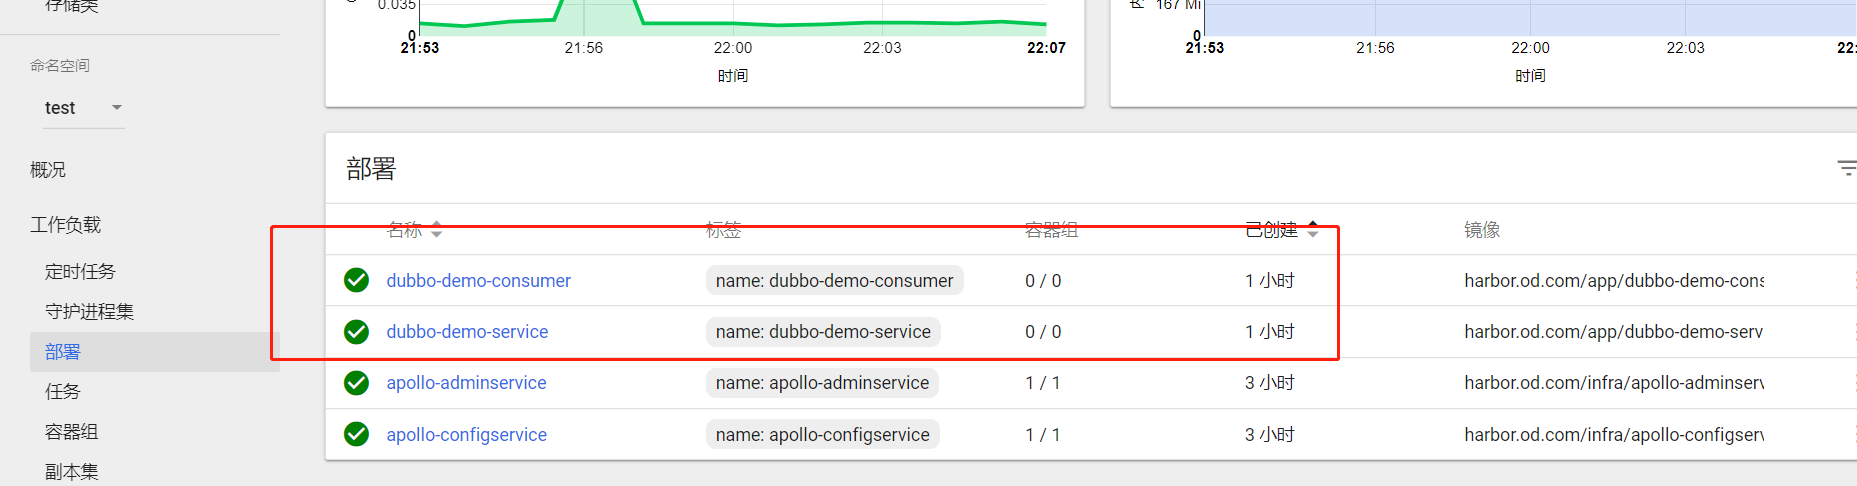 存储类
命名空间
test
概况
工作负载
定时任务
守护进程集
部署
任务
容器组
副本集
0.035
0
21:53
21:56
22:00
22:03
22:07
时间
167 Mi
0
21:53
21:56
22:00
22:03
22:
时间
部署
名称 标签 容器组 已创建 镜像
dubbo-demo-consumer name: dubbo-demo-consumer 0 / 0 1 小时 harbor.od.com/app/dubbo-demo-cons
dubbo-demo-service name: dubbo-demo-service 0 / 0 1 小时 harbor.od.com/app/dubbo-demo-serv
apollo-adminservice name: apollo-adminservice 1 / 1 3 小时 harbor.od.com/infra/apollo-adminserv
apollo-configservice name: apollo-configservice 1 / 1 3 小时 harbor.od.com/infra/apollo-configserv